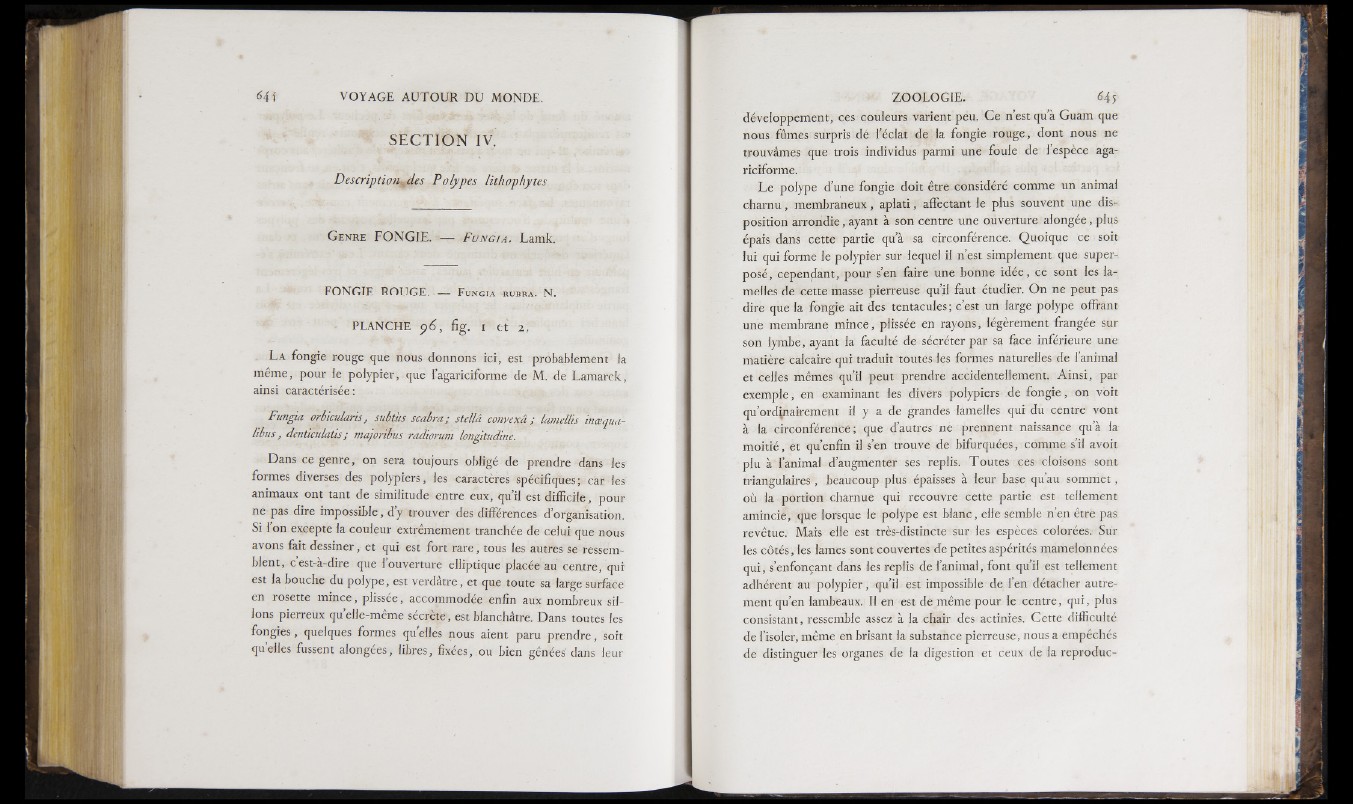 644 VOYAGE AUTOUR DU MONDE.
SECTION IV.
Description des Polypes lithophytes
GENRE FONGIE. — FUNGIA. Lamk.
FONGIE ROUGE. — FUNGIA RUBRA. N.
PLANCHE 96, fig. 1 et 2.
LA fongie rouge que nous donnons ici, est probablement la
même, pour le polypier, que l'agariciforme de M. de Lamarck,
ainsi caractérisée :
Fungia orbicularis, subtùs scabra ; stellâ convexâ ; lamellis inæqua-
libus, denticulatis ; majoribus radiorum longitudine.
Dans ce genre, on sera toujours obligé de prendre dans les
formes diverses des polypiers, les caractères spécifiques ; car les
animaux ont tant de similitude entre eux, qu'il est difficile, pour
ne pas dire impossible, d'y trouver des différences d'organisation.
Si l'on excepte la couleur extrêmement tranchée de celui que nous
avons fait dessiner, et qui est fort rare, tous les autres se ressem-
blent, c'est-à-dire que l'ouverture elliptique placée au centre, qui
est la bouche du polype, est verdâtre, et que toute sa large surface
en rosette mince, plissée, accommodée enfin aux nombreux sil-
lons pierreux qu'elle-même sécrète, est blanchâtre. Dans toutes les
fongies, quelques formes qu'elles nous aient paru prendre, soit
qu'elles fussent alongées, libres, fixées, ou bien gênées dans leur
ZOOLOGIE. 645
développement, ces couleurs varient peu. Ce n'est qu'à Guam que
nous fûmes surpris de l'éclat de la fongie rouge, dont nous ne
trouvâmes que trois individus parmi une foule de l'espèce aga-
riciforme.
Le polype d'une fongie doit être considéré comme un animal
charnu, membraneux, aplati, affectant le plus souvent une dis-
position arrondie, ayant à son centre une ouverture alongée, plus
épais dans cette partie qu'à sa circonférence. Quoique ce soit
lui qui forme le polypier sur lequel il n'est simplement que super-
posé, cependant, pour s'en faire une bonne idée, ce sont les la-
melles de cette masse pierreuse qu'il faut étudier. On ne peut pas
dire que la fongie ait des tentacules ; c'est un large polype offrant
une membrane mince, plissée en rayons, légèrement frangée sur
son lymbe, ayant la faculté de sécréter par sa face inférieure une
matière calcaire qui traduit toutes les formes naturelles de l'animal
et celles mêmes qu'il peut prendre accidentellement. Ainsi, par
exemple, en examinant les divers polypiers de fongie, on voit
qu'ordinairement il y a de grandes lamelles qui du centre vont
à la circonférence ; que d'autres ne prennent naissance qu'à la
moitié, et qu'enfin il s'en trouve de bifurquées, comme s'il avoit
plu à l'animal d'augmenter ses replis. Toutes ces cloisons sont
triangulaires, beaucoup plus épaisses à leur base qu'au sommet,
où la portion charnue qui recouvre cette partie est tellement
amincie, que lorsque le polype est blanc, elle semble n'en être pas
revêtue. Mais elle est très-distincte sur les espèces colorées. Sur
les côtés, les lames sont couvertes de petites aspérités mamelonnées
qui, s'enfonçant dans les replis de l'animal, font qu'il est tellement
adhérent au polypier, qu'il est impossible de l'en détacher autre-
ment qu'en lambeaux. Il en est de même pour le centre, qui, plus
consistant, ressemble assez à la chair des actinies. Cette difficulté
de l'isoler, même en brisant la substance pierreuse, nous a empêchés
de distinguer les organes de la digestion et ceux de la reproduc-